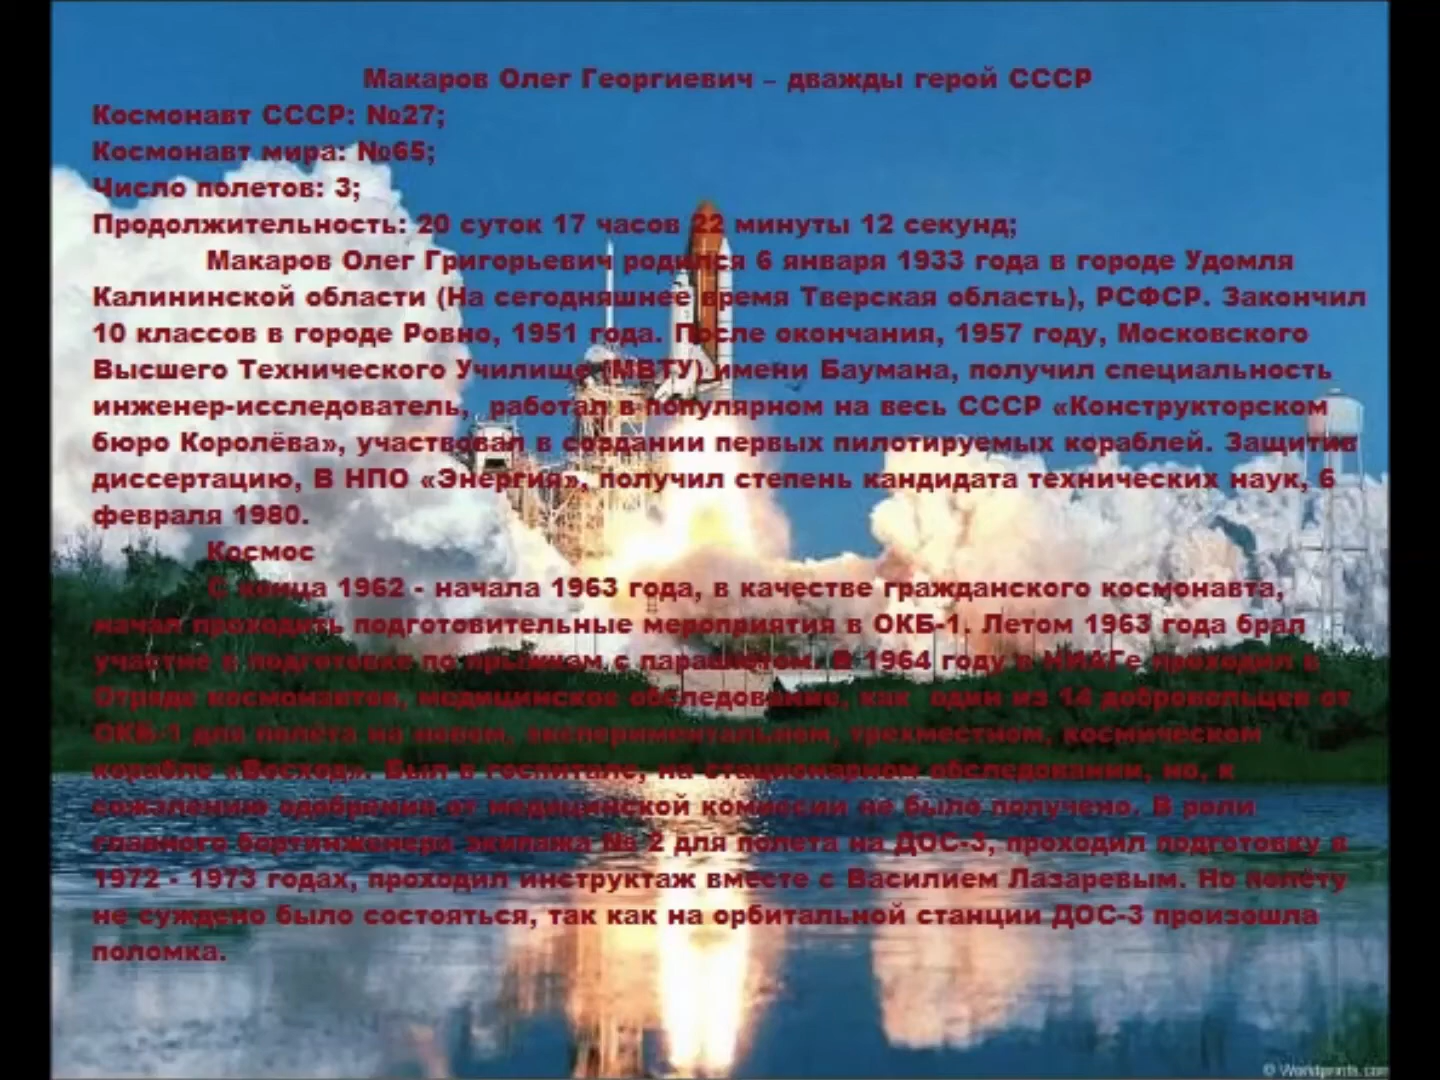 Макаров Олег Георгиевич – дважды герой СССР
Космонавт СССР: №27;
Космонавт мира: №65;
Число полетов: 3;
Продолжительность: 20 суток 17 часов 22 минуты 12 секунд;
Макаров Олег Григорьевич родился 6 января 1933 года в городе Удомля
Калининской области (На сегодняшнее время Тверская область), РСФСР. Закончил
10 классов в городе Ровно, 1951 года. После окончания, 1957 году, Московского
Высшего Технического Училище (МВТУ) имени Баумана, получил специальность
инженер-исследователь, работал в популярном на весь СССР «Конструкторском
бюро Королёва», участвовал в создании первых пилотируемых кораблей. Защитив
диссертацию, В НПО «Энергия», получил степень кандидата технических наук, 6
февраля 1980.
Космос
С конца 1962 - начала 1963 года, в качестве гражданского космонавта,
начал проходить подготовительные мероприятия в ОКБ-1. Летом 1963 года брал
участие в подготовке по прыжкам с парашютом. В 1964 году в НИАГе проходил в
Отряде космонавтов, медицинское обследование, как один из 14 добровольцев от
ОКБ-1 для полёта на новом, экспериментальном, трехместном, космическом
корабле «Восход». Был в госпитале, на стационарном обследовании, но, к
сожалению одобрения от медицинской комиссии не было получено. В роли
главного бортинженера экипажа № 2 для полета на ДОС-3, проходил подготовку в
1972 - 1973 годах, проходил инструктаж вместе с Василием Лазаревым. Но полёту
не суждено было состояться, так как на орбитальной станции ДОС-3 произошла
поломка.
© Worldprints.com